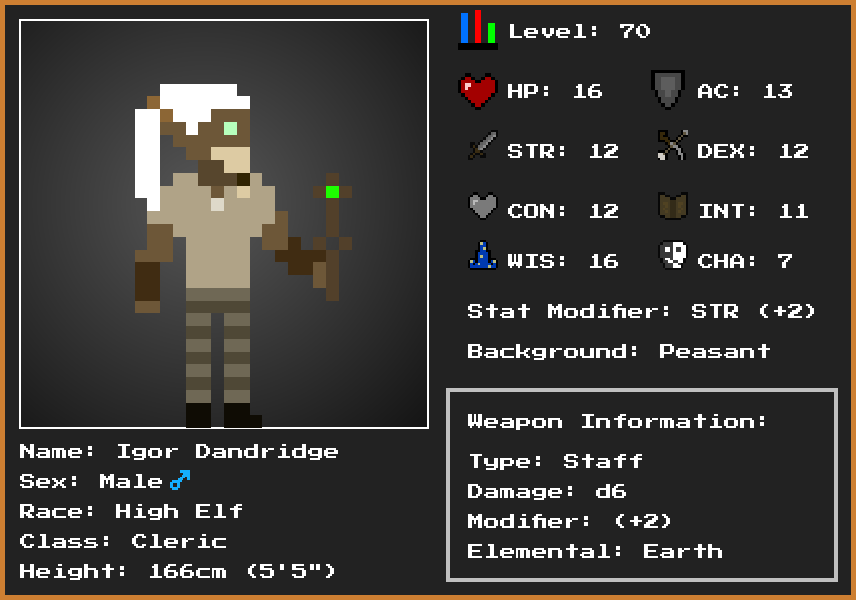 Level: 70
HP: 16
AC: 13
STR: 12
DEX: 12
CON: 12
INT: 11
WIS: 16
CHA: 7
Stat Modifier: STR (+2)
Background: Peasant
Weapon Information:
Type: Staff
Damage: d6
Modifier: (+2)
Elemental: Earth
Name: Igor Dandridge
Sex: Male♂
Race: High Elf
Class: Cleric
Height: 166cm (5'5")